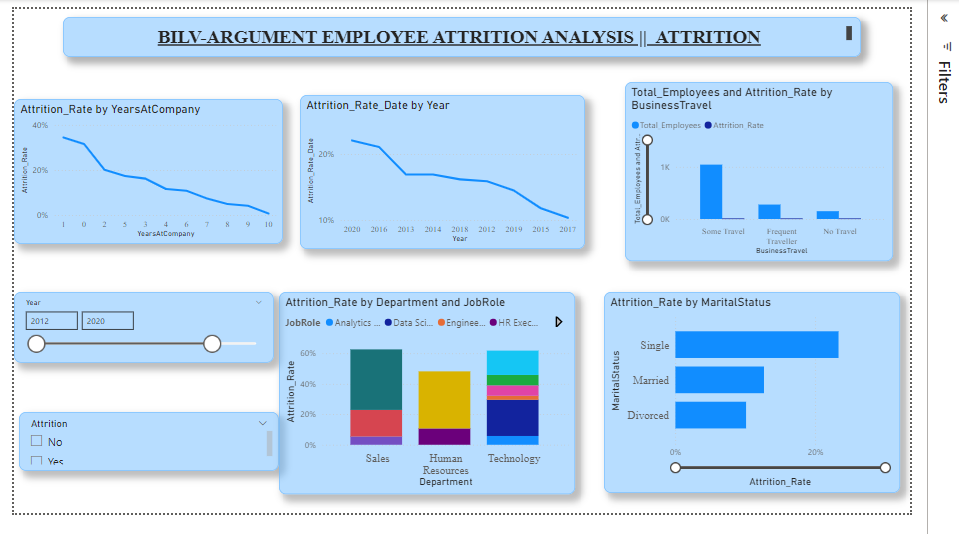 BILV-ARGUMENT EMPLOYEE ATTRITION ANALYSIS || ATTRITION
Filters
Attrition_Rate by YearsAtCompany
Attrition_Rate
40%
20%
0%
1 0 2 5 3 4 6 7 8 9 10
YearsAtCompany
Attrition_Rate_Date by Year
Attrition_Rate_Date
20%
10%
2020 2016 2013 2014 2018 2012 2019 2015 2017
Year
Total_Employees and Attrition_Rate by
BusinessTravel
Total_Employees Attrition_Rate
Total_Employees and Attr...
1K
0K
Some Travel Frequent Traveller No Travel
BusinessTravel
Year
2012 2020
Attrition
No
Yes
Attrition_Rate by Department and JobRole
JobRole Analytics ... Data Sci... Enginee... HR Exec...
Attrition_Rate
60%
40%
20%
0%
Sales Human Resources Technology
Department
Attrition_Rate by MaritalStatus
MaritalStatus
Single
Married
Divorced
0% 20%
Attrition_Rate